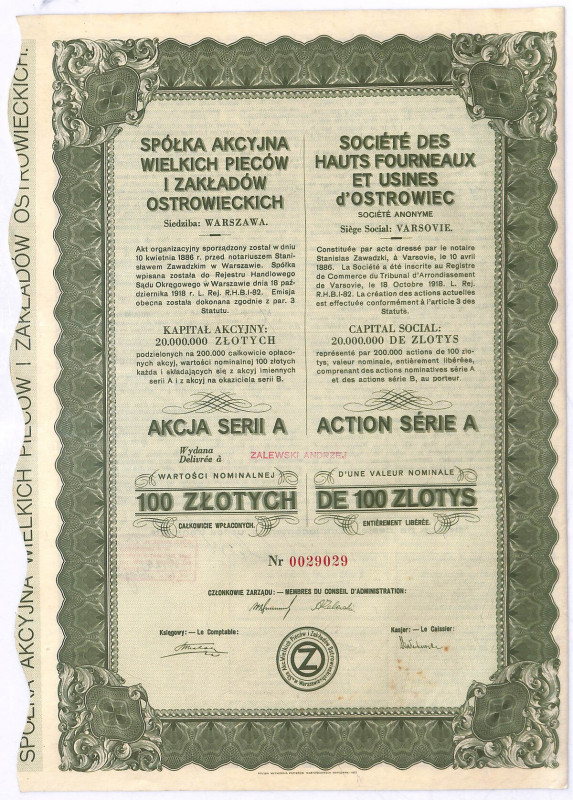 SPÓŁKA AKCYJNA WIELKICH PIECÓW I ZAKŁADÓW OSTROWIECKICH.
SPÓŁKA AKCYJNA
WIELKICH PIECÓW
I ZAKŁADÓW
OSTROWIECKICH
Siedziba: WARSZAWA.
Akt organizacyjny sporządzony został w dniu
10 kwietnia 1886 r. przed notariuszem Stani-
sławem Zawadzkim w Warszawie. Spółka
wpisana została do Rejestru Handlowego
Sądu Okręgowego w Warszawie dnia 18 paź-
dziernika 1918 r. L. Rej. R.H.B.I-82. Emisja
obecna została dokonana zgodnie z par. 3
Statutu.
KAPITAŁ AKCYJNY:
20.000.000 ZŁOTYCH
podzielonych na 200.000 całkowicie opłaco-
nych akcyj, wartości nominalnej 100 złotych
każda i składających się z akcyj imiennych
serii A i z akcyj na okaziciela serii B.
AKCJA SERII A
SOCIÉTÉ DES
HAUTS FOURNEAUX
ET USINES
d'OSTROWIEC
SOCIÉTÉ ANONYME
Siège Social: VARSOVIE.
Constituée par acte dressé par le notaire
Stanislas Zawadzki, à Varsovie, le 10 avril
1886. La Société a été inscrite au Registre
de Commerce du Tribunal d'Arrondissement
de Varsovie, le 18 Octobre 1918. L. Rej.
R.H.B.I-82. La création des actions actuelles
est effectuée conformément à l'article 3 des
Statuts.
CAPITAL SOCIAL:
20.000.000 DE ZLOTYS
représenté par 200.000 actions de 100 zlo-
tys, valeur nominale, entièrement libérées,
comprenant des actions nominatives série A
et des actions série B, au porteur.
ACTION SÉRIE A
Wydana
Delivrée à
ZALEWSKI ANDRZEJ
WARTOŚCI NOMINALNEJ
100 ZŁOTYCH
CAŁKOWICIE WPŁACONYCH.
D'UNE VALEUR NOMINALE
DE 100 ZLOTYS
ENTIÈREMENT LIBÉRÉE.
Nr 0029029
CZŁONKOWIE ZARZĄDU: — MEMBRES DU CONSEIL D'ADMINISTRATION:
Księgowy: — Le Comptable:
Kasjer: — Le Caissier: